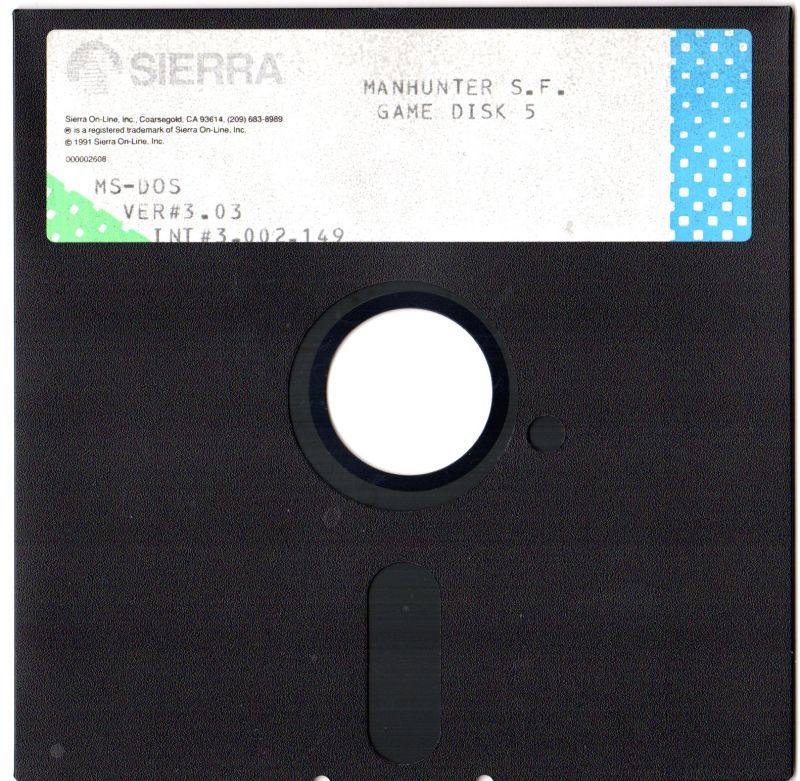 SIERRA
MANHUNTER S.F.
GAME DISK 5
Sierra On-Line, Inc., Coarsegold, CA 93614, (209) 683-8989
® is a registered trademark of Sierra On-Line, Inc.
© 1991 Sierra On-Line, Inc.
000002608
MS-DOS
VER#3.03
INT#3.002.149